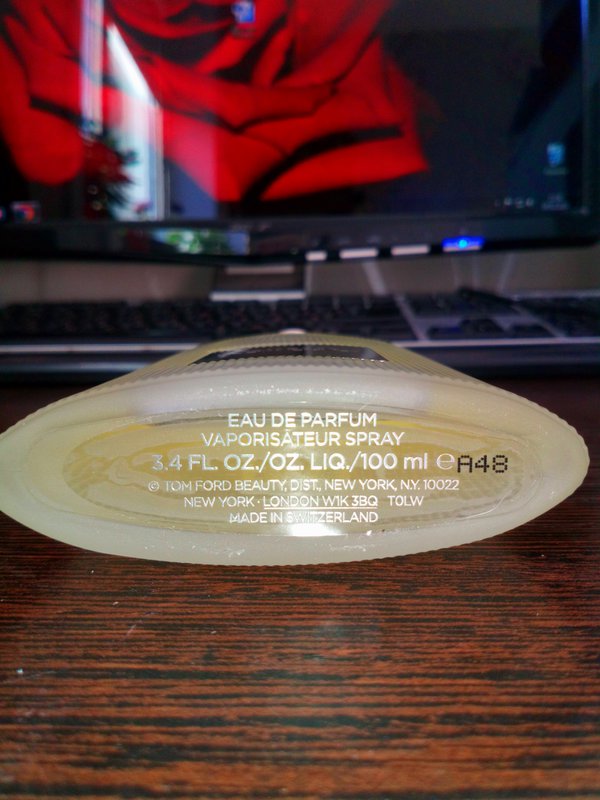 EAU DE PARFUM
VAPORISATEUR SPRAY
3.4 FL. OZ./OZ. LIQ./100 ml ℮ A48
© TOM FORD BEAUTY, DIST., NEW YORK, N.Y. 10022
NEW YORK · LONDON W1K 3BQ T0LW
MADE IN SWITZERLAND